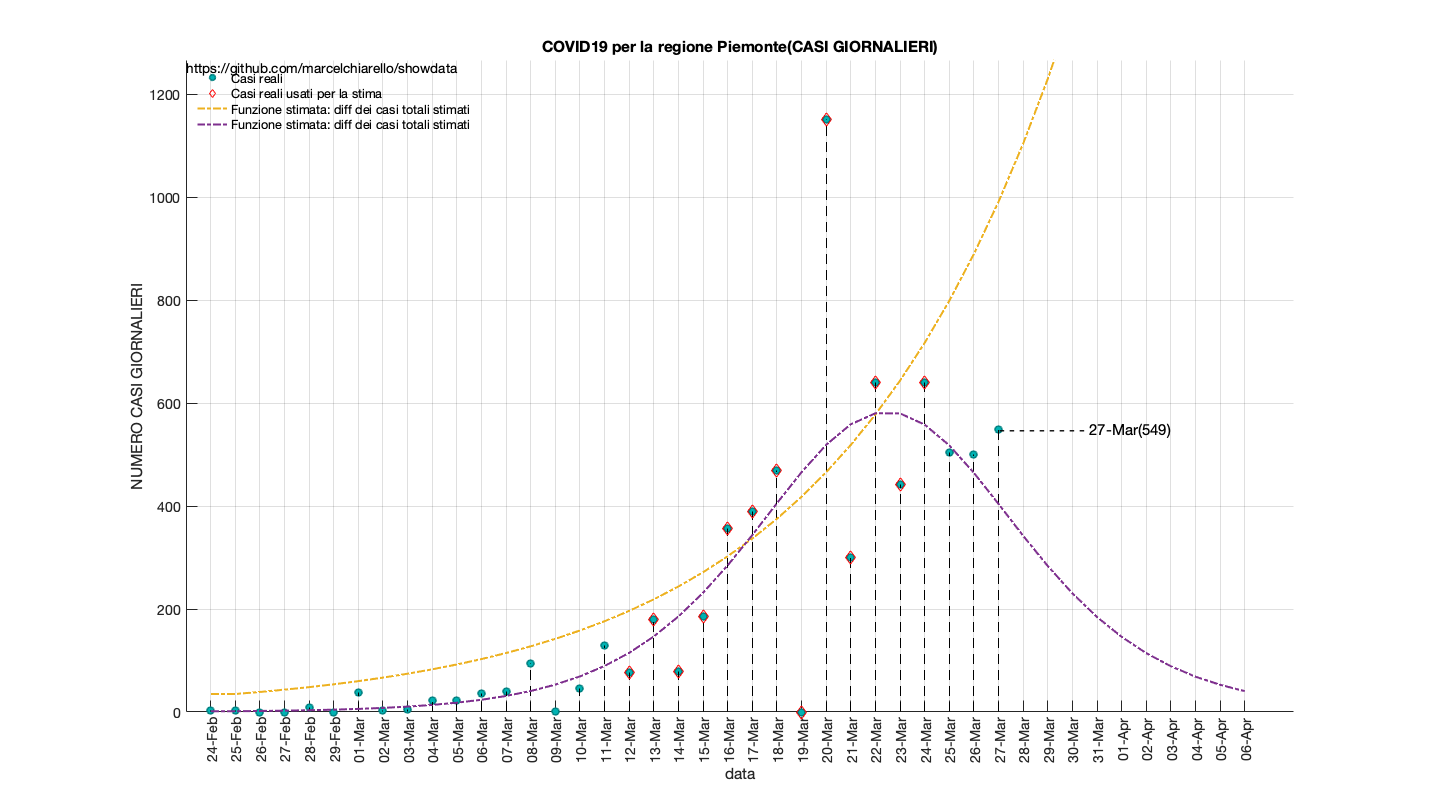 COVID19 per la regione Piemonte(CASI GIORNALIERI)
https://github.com/marcelchiarello/showdata
Casi reali
Casi reali usati per la stima
Funzione stimata: diff dei casi totali stimati
Funzione stimata: diff dei casi totali stimati
NUMERO CASI GIORNALIERI
1200
1000
800
600
400
200
0
27-Mar(549)
24-Feb
25-Feb
26-Feb
27-Feb
28-Feb
29-Feb
01-Mar
02-Mar
03-Mar
04-Mar
05-Mar
06-Mar
07-Mar
08-Mar
09-Mar
10-Mar
11-Mar
12-Mar
13-Mar
14-Mar
15-Mar
16-Mar
17-Mar
18-Mar
19-Mar
20-Mar
21-Mar
22-Mar
23-Mar
24-Mar
25-Mar
26-Mar
27-Mar
28-Mar
29-Mar
30-Mar
31-Mar
01-Apr
02-Apr
03-Apr
04-Apr
05-Apr
06-Apr
data